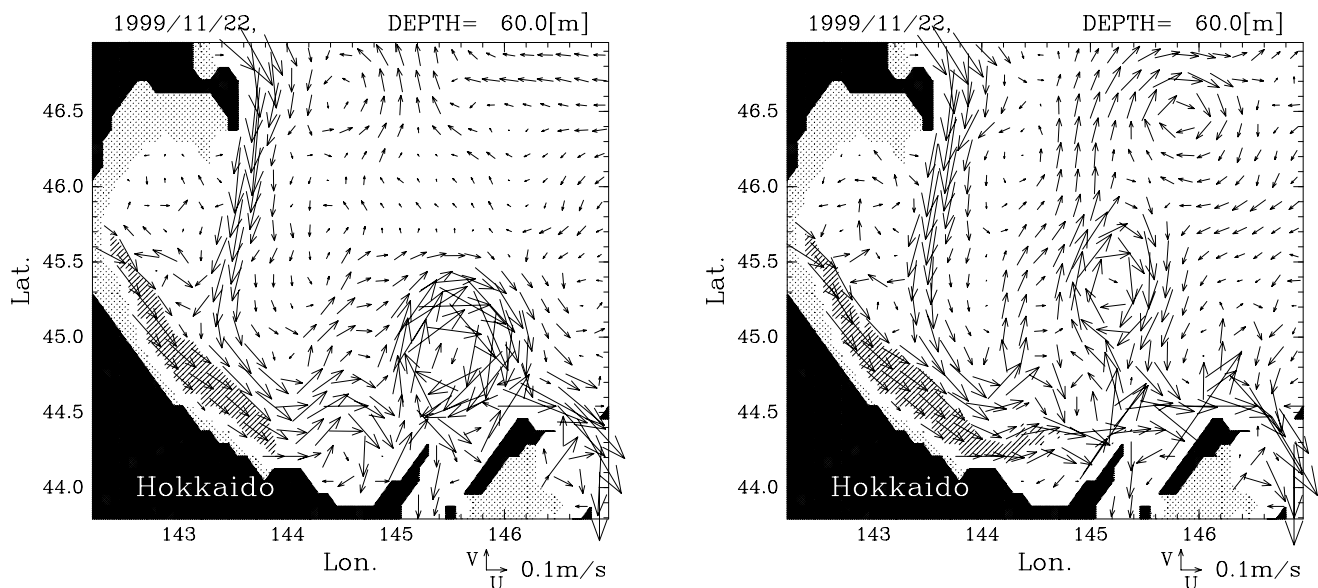 1999/11/22, DEPTH= 60.0[m]
46.5
46.0
45.5
45.0
44.5
44.0
Lat.
Hokkaido
143 144 145 146
Lon.
V
U
0.1m/s
1999/11/22, DEPTH= 60.0[m]
46.5
46.0
45.5
45.0
44.5
44.0
Lat.
Hokkaido
143 144 145 146
Lon.
V
U
0.1m/s